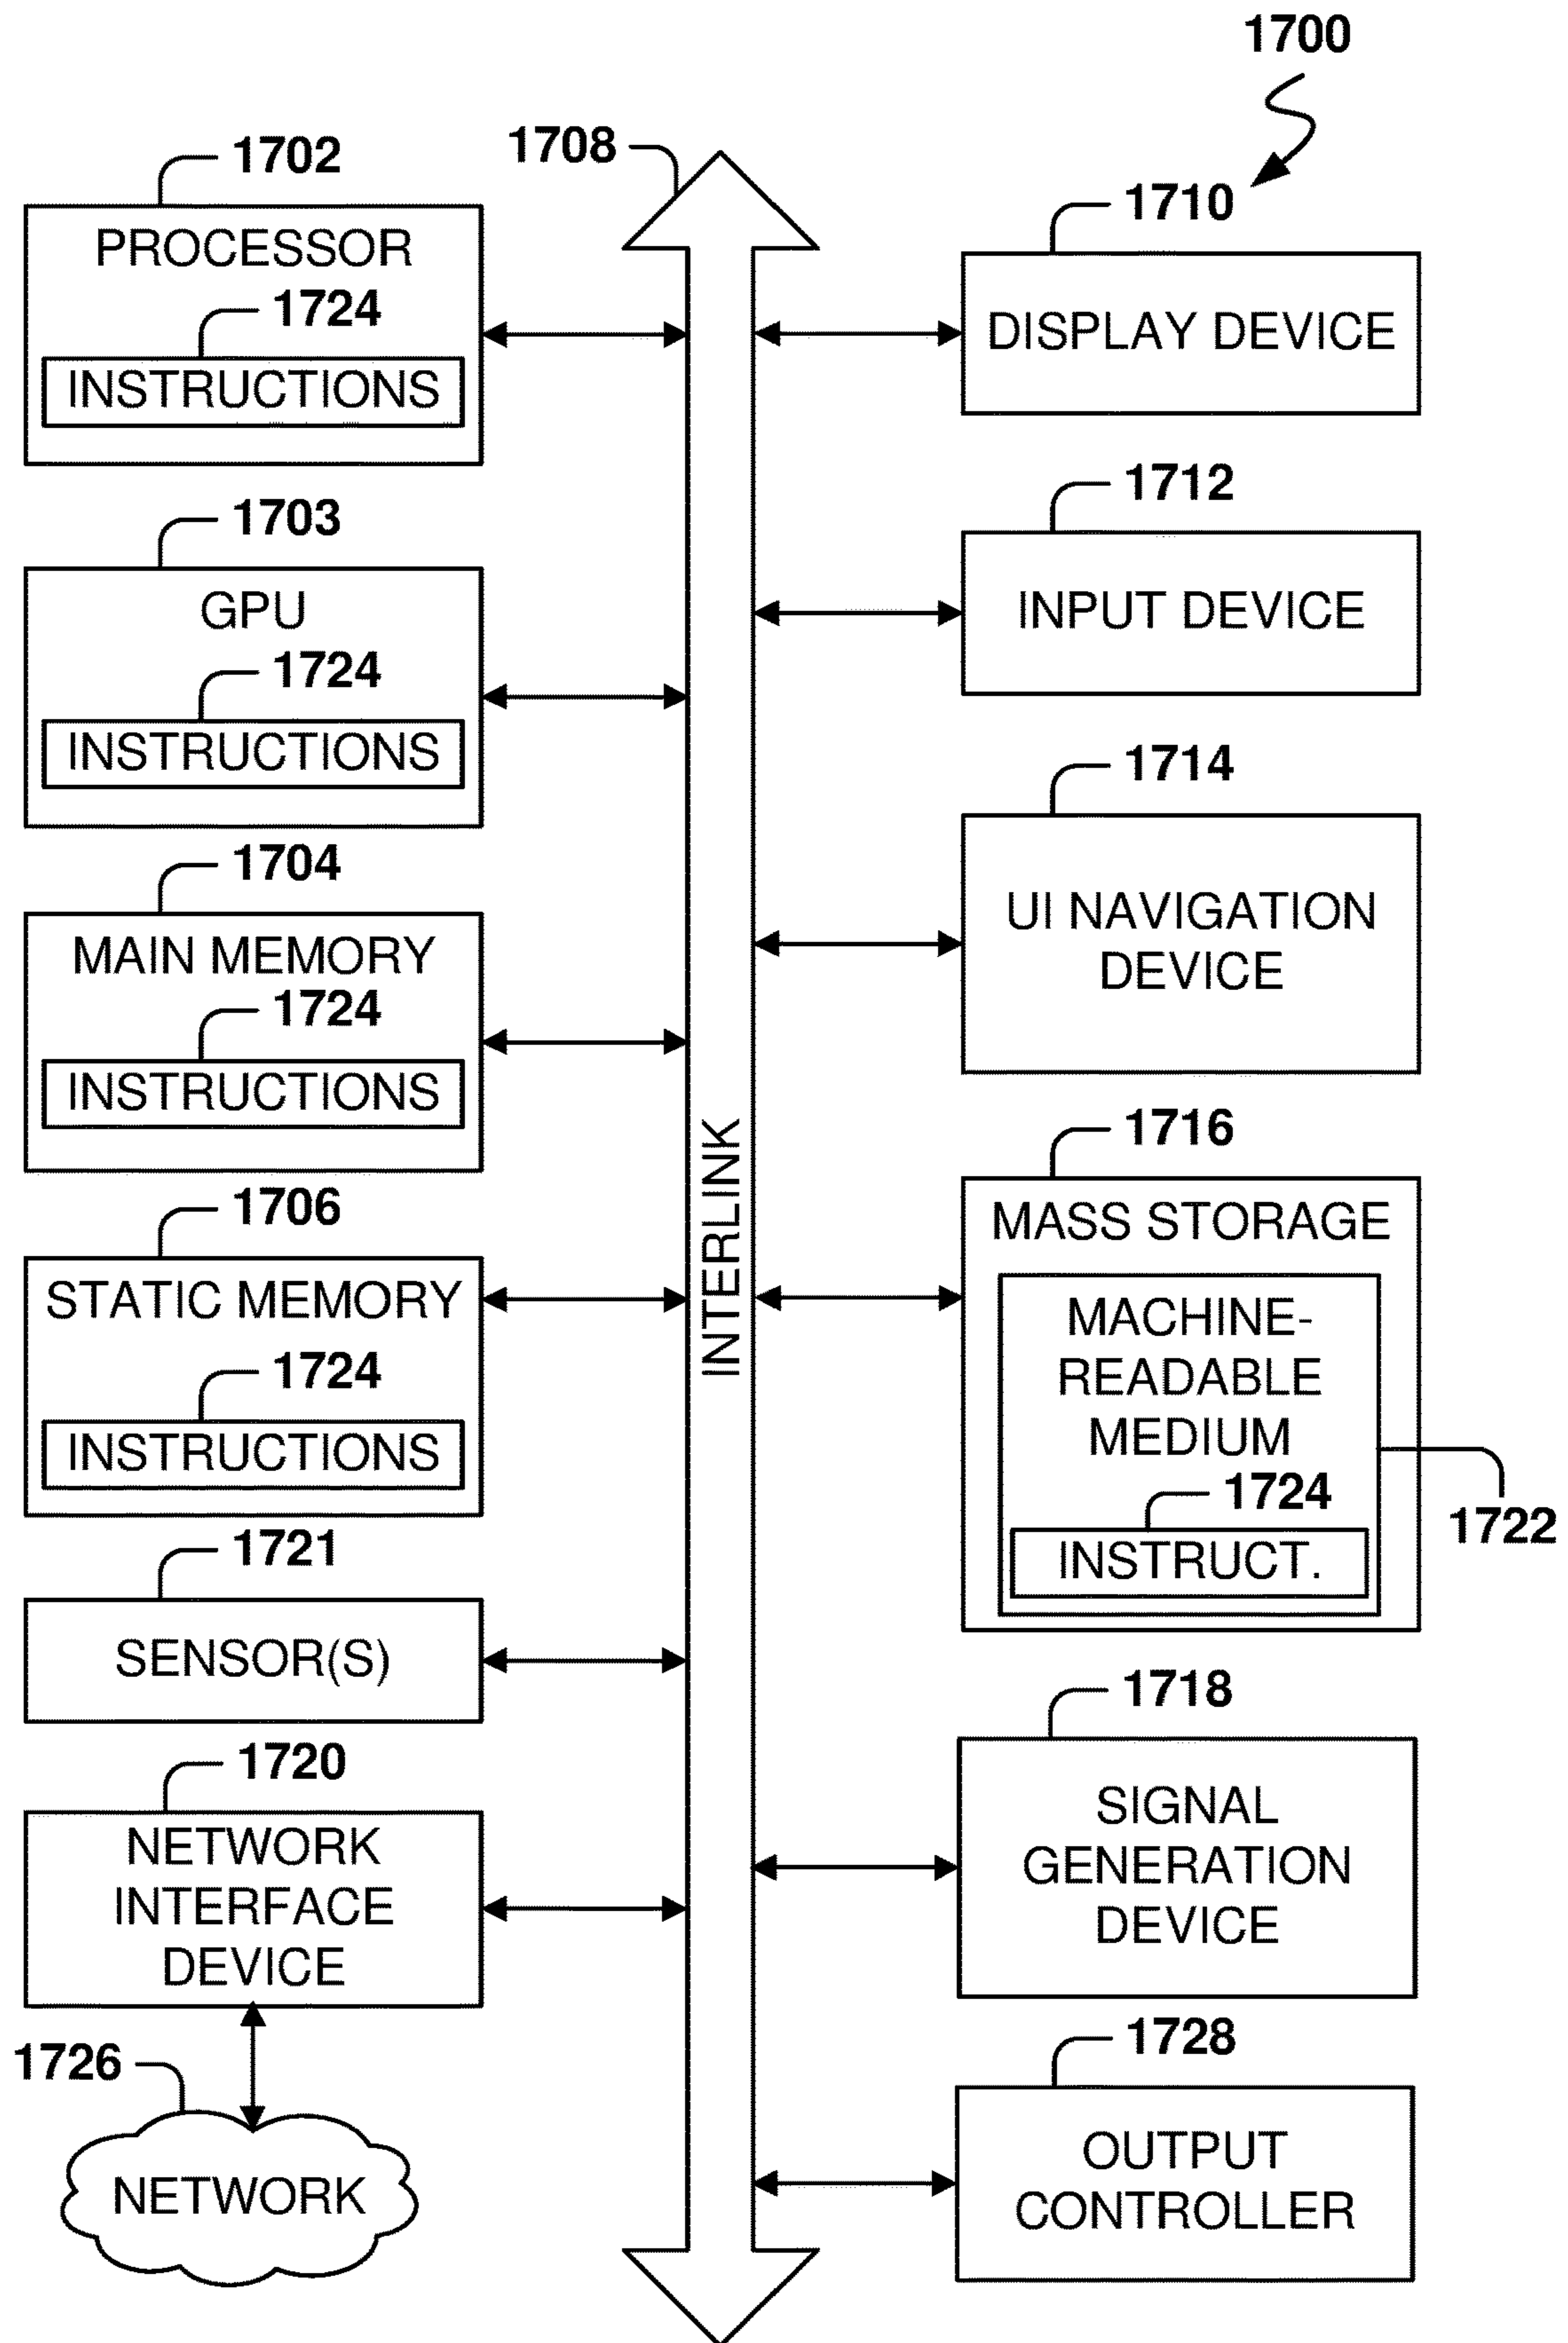 1700
1702
PROCESSOR
1724
INSTRUCTIONS
1703
GPU
1724
INSTRUCTIONS
1704
MAIN MEMORY
1724
INSTRUCTIONS
1706
STATIC MEMORY
1724
INSTRUCTIONS
1721
SENSOR(S)
1720
NETWORK
INTERFACE
DEVICE
1726
NETWORK
1708
INTERLINK
1710
DISPLAY DEVICE
1712
INPUT DEVICE
1714
UI NAVIGATION
DEVICE
1716
MASS STORAGE
MACHINE-
READABLE
MEDIUM
1724
INSTRUCT.
1722
1718
SIGNAL
GENERATION
DEVICE
1728
OUTPUT
CONTROLLER